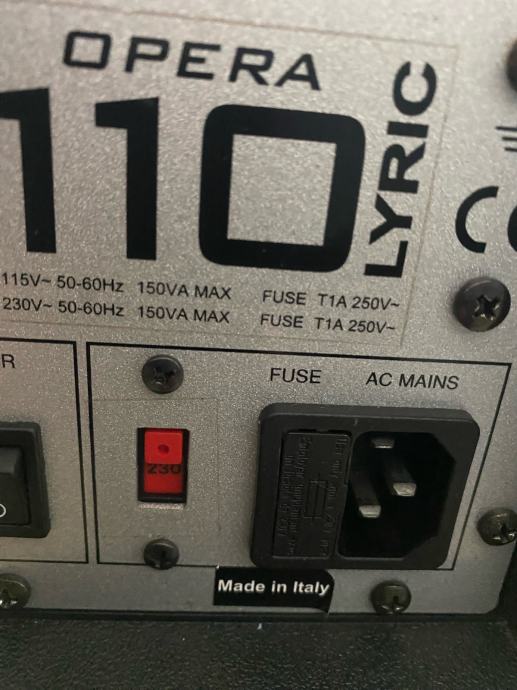 OPERA
110
LYRIC
CE
115V~ 50-60Hz 150VA MAX FUSE T1A 250V~
230V~ 50-60Hz 150VA MAX FUSE T1A 250V~
R
FUSE AC MAINS
230
Made in Italy